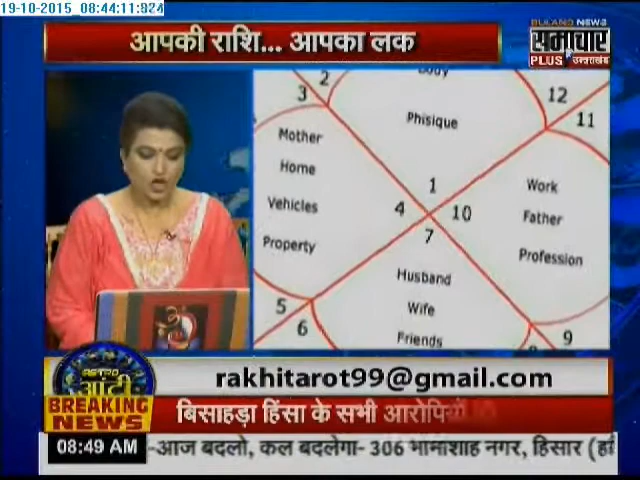 19-10-2015_08:44:11:924
आपकी राशि... आपका लक
BULAND NEWS
समाचार
PLUS उत्तराखंड
2
3
Mother
Home
Vehicles
Property
4
5
6
Phisique
1
7
Husband
Wife
Friends
12
11
10
Work
Father
Profession
9
ASTRO
आंटी
rakhitarot99@gmail.com
BREAKING
NEWS
बिसाहड़ा हिंसा के सभी आरोपियों
08:49 AM
-आज बदलो, कल बदलेगा- 306 भामाशाह नगर, हिसार